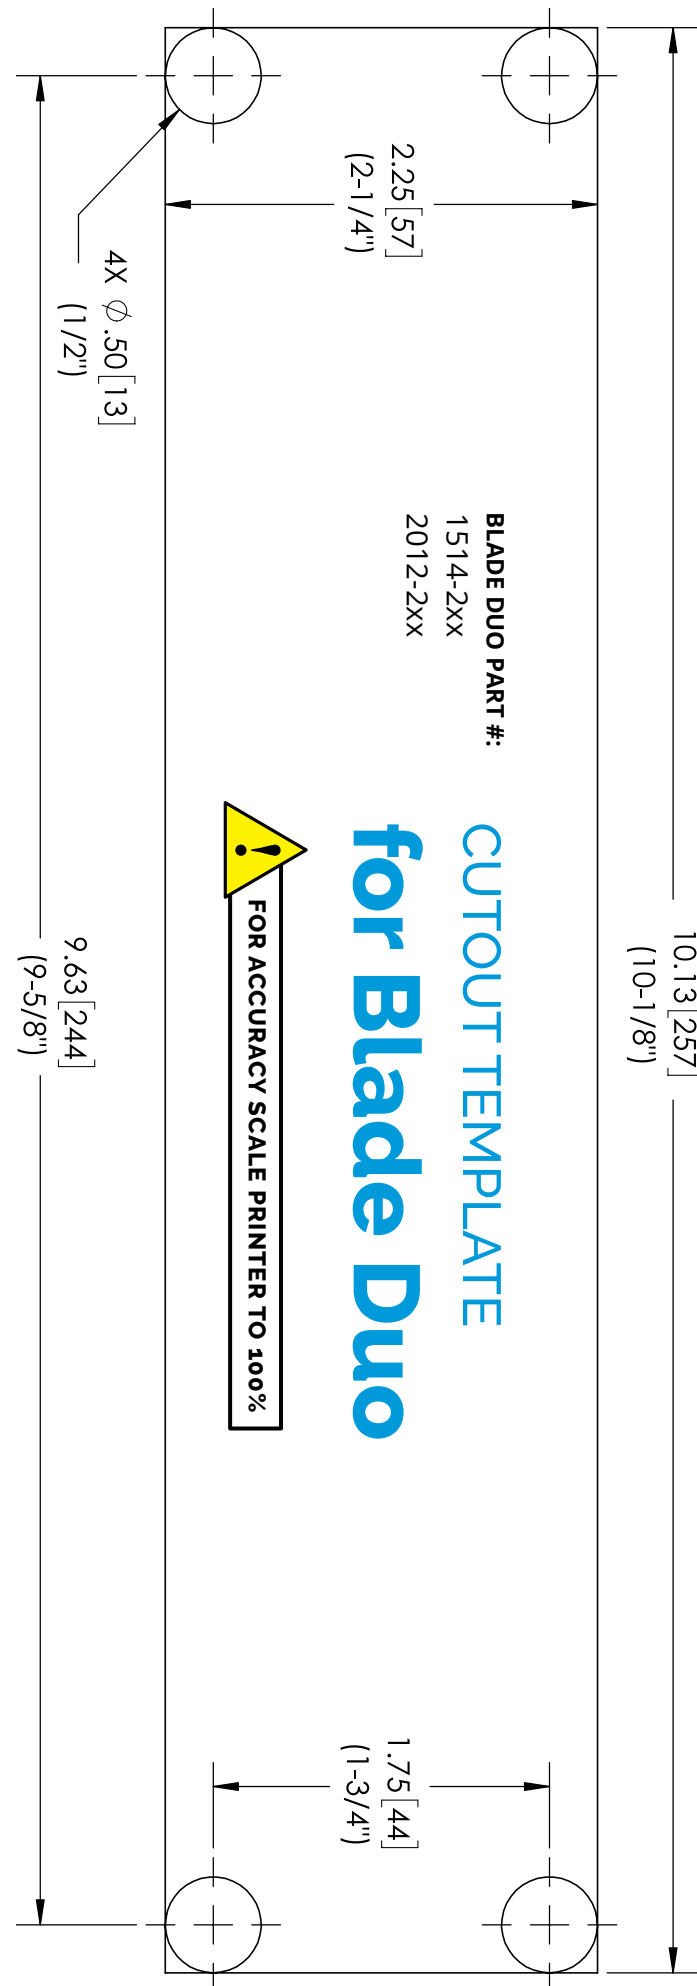 10.13[257]
(10-1/8")
2.25[57]
(2-1/4")
4X ⌀.50[13]
(1/2")
BLADE DUO PART #:
1514-2xx
2012-2xx
CUTOUT TEMPLATE
for Blade Duo
! FOR ACCURACY SCALE PRINTER TO 100%
1.75[44]
(1-3/4")
9.63[244]
(9-5/8")